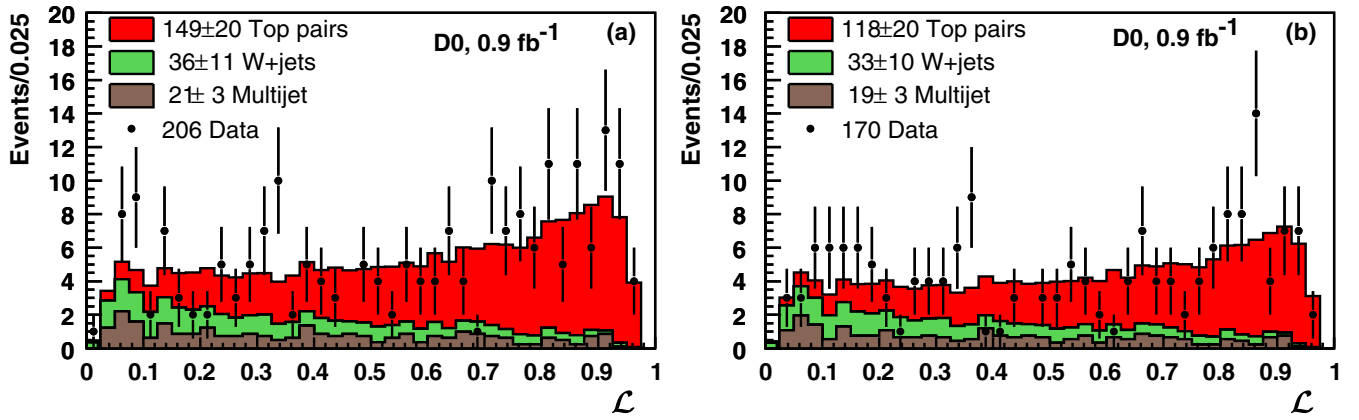 Events/0.025
20
18
16
14
12
10
8
6
4
2
0
149±20 Top pairs
36±11 W+jets
21± 3 Multijet
206 Data
D0, 0.9 fb-1
(a)
0 0.1 0.2 0.3 0.4 0.5 0.6 0.7 0.8 0.9 1
ℒ
Events/0.025
20
18
16
14
12
10
8
6
4
2
0
118±20 Top pairs
33±10 W+jets
19± 3 Multijet
170 Data
D0, 0.9 fb-1
(b)
0 0.1 0.2 0.3 0.4 0.5 0.6 0.7 0.8 0.9 1
ℒ